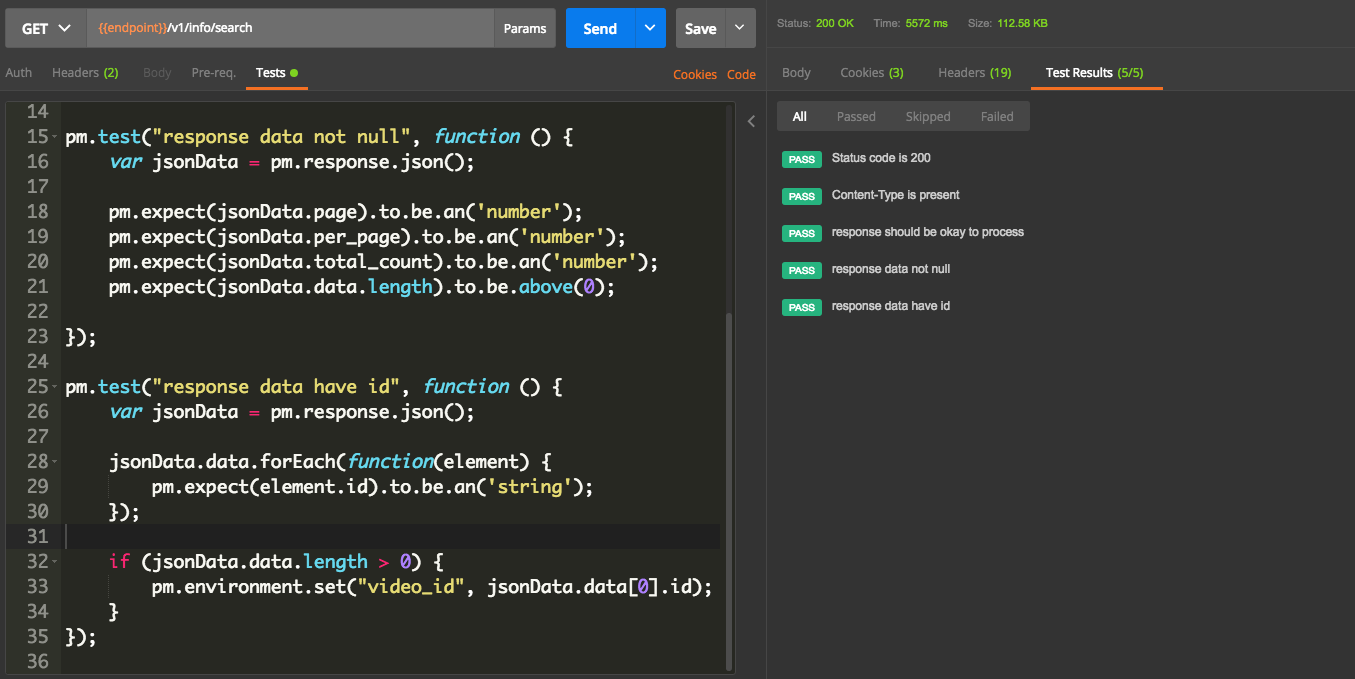 GET {{endpoint}}/v1/info/search Params Send Save
Status: 200 OK Time: 5572 ms Size: 112.58 KB
Auth Headers (2) Body Pre-req. Tests Cookies Code
Body Cookies (3) Headers (19) Test Results (5/5)
14
15 pm.test("response data not null", function () {
16 var jsonData = pm.response.json();
17
18 pm.expect(jsonData.page).to.be.an('number');
19 pm.expect(jsonData.per_page).to.be.an('number');
20 pm.expect(jsonData.total_count).to.be.an('number');
21 pm.expect(jsonData.data.length).to.be.above(0);
22
23 });
24
25 pm.test("response data have id", function () {
26 var jsonData = pm.response.json();
27
28 jsonData.data.forEach(function(element) {
29 pm.expect(element.id).to.be.an('string');
30 });
31
32 if (jsonData.data.length > 0) {
33 pm.environment.set("video_id", jsonData.data[0].id);
34 }
35 });
36
All Passed Skipped Failed
PASS Status code is 200
PASS Content-Type is present
PASS response should be okay to process
PASS response data not null
PASS response data have id